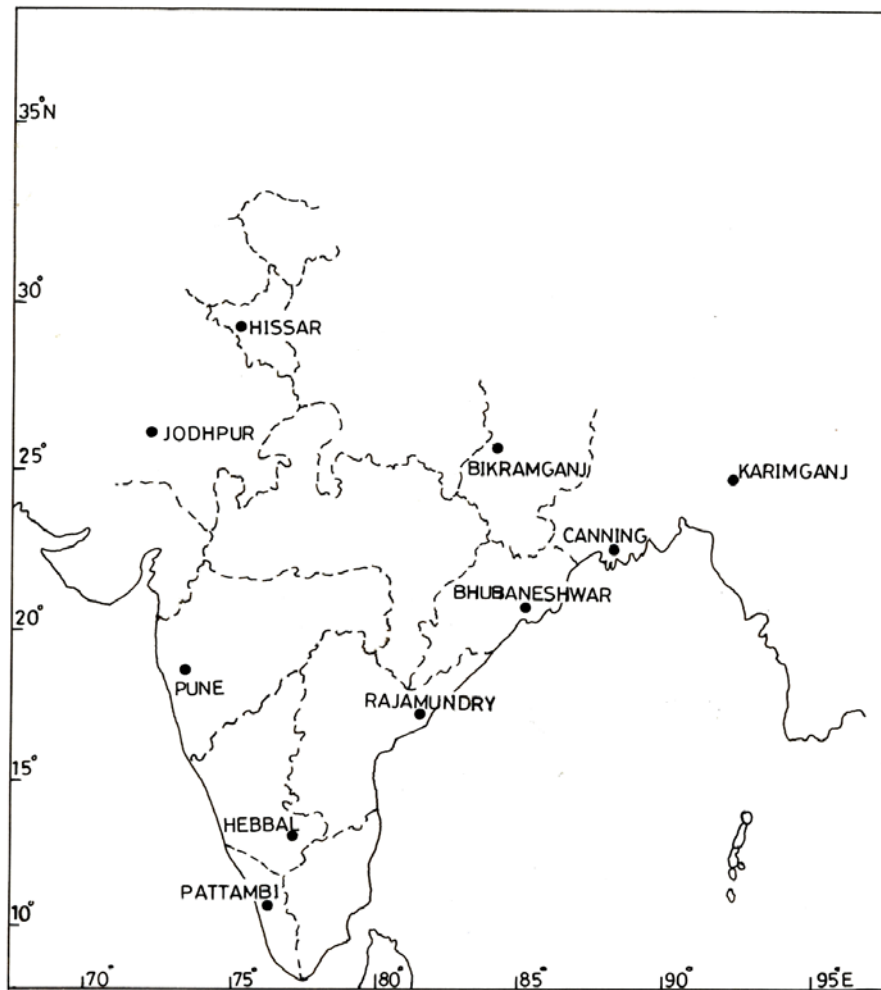 35°N
30°
HISSAR
JODHPUR
25°
BIKRAMGANJ
KARIMGANJ
CANNING
BHUBANESHWAR
20°
PUNE
RAJAMUNDRY
15°
HEBBAL
PATTAMBI
10°
70°
75°
80°
85°
90°
95°E